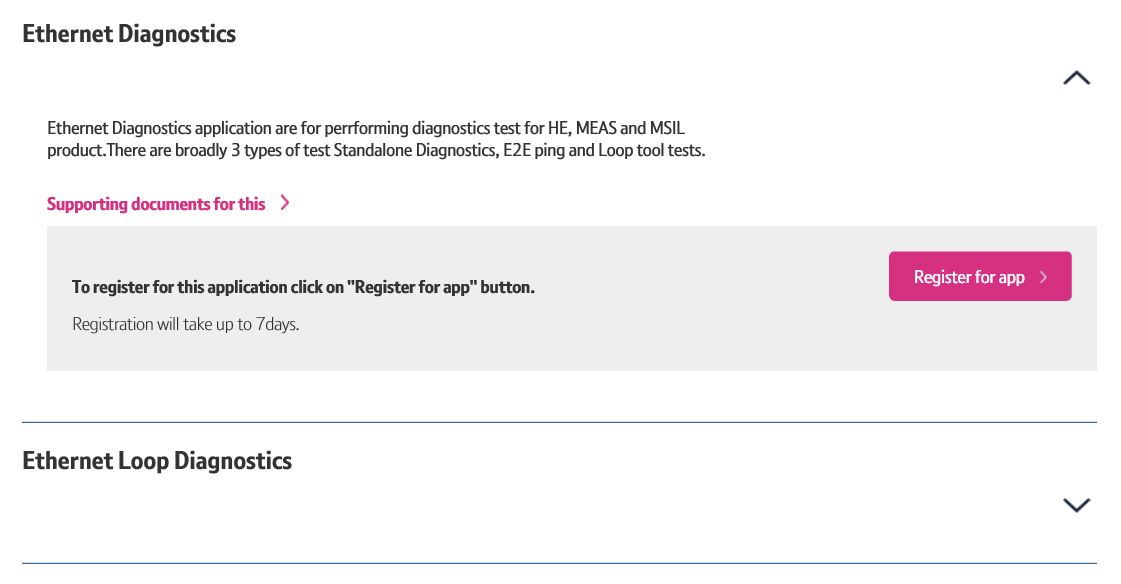 Ethernet Diagnostics
Ethernet Diagnostics application are for perrforming diagnostics test for HE, MEAS and MSIL
product.There are broadly 3 types of test Standalone Diagnostics, E2E ping and Loop tool tests.
Supporting documents for this
Register for app
To register for this application click on "Register for app" button.
Registration will take up to 7days.
Ethernet Loop Diagnostics